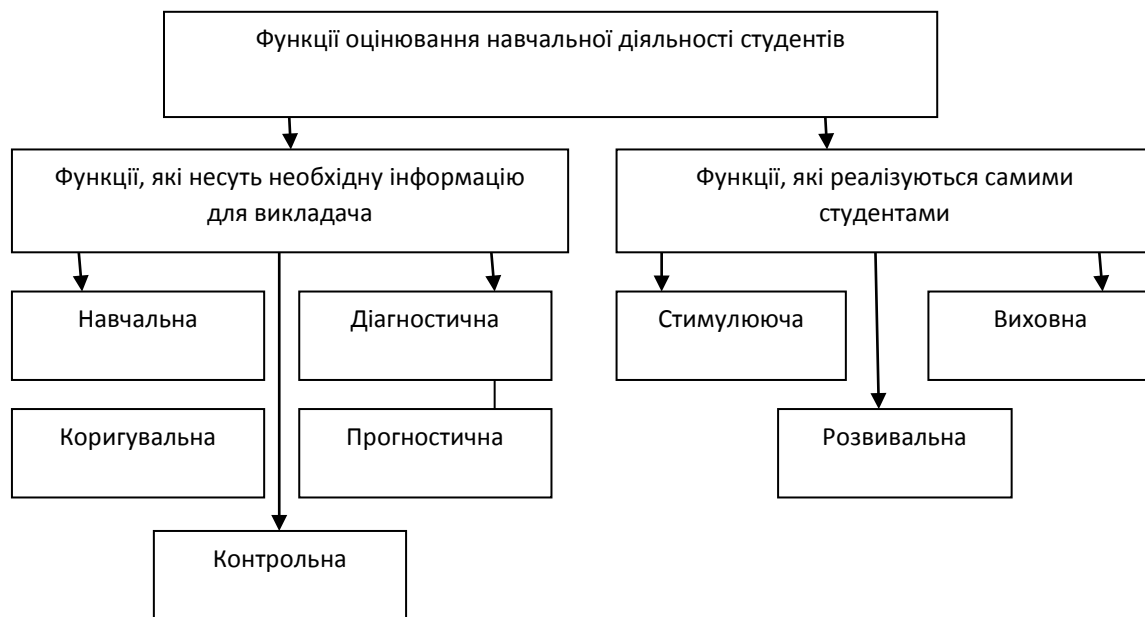 Функції оцінювання навчальної діяльності студентів
Функції, які несуть необхідну інформацію
для викладача
Функції, які реалізуються самими
студентами
Навчальна
Діагностична
Стимулююча
Виховна
Коригувальна
Прогностична
Розвивальна
Контрольна